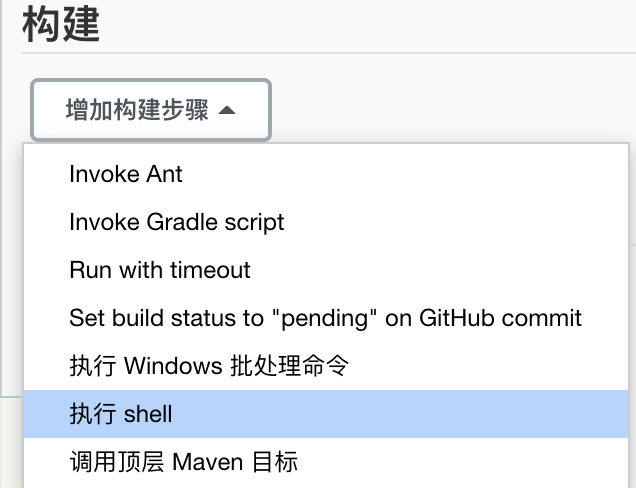 构建
增加构建步骤
Invoke Ant
Invoke Gradle script
Run with timeout
Set build status to "pending" on GitHub commit
执行 Windows 批处理命令
执行 shell
调用顶层 Maven 目标